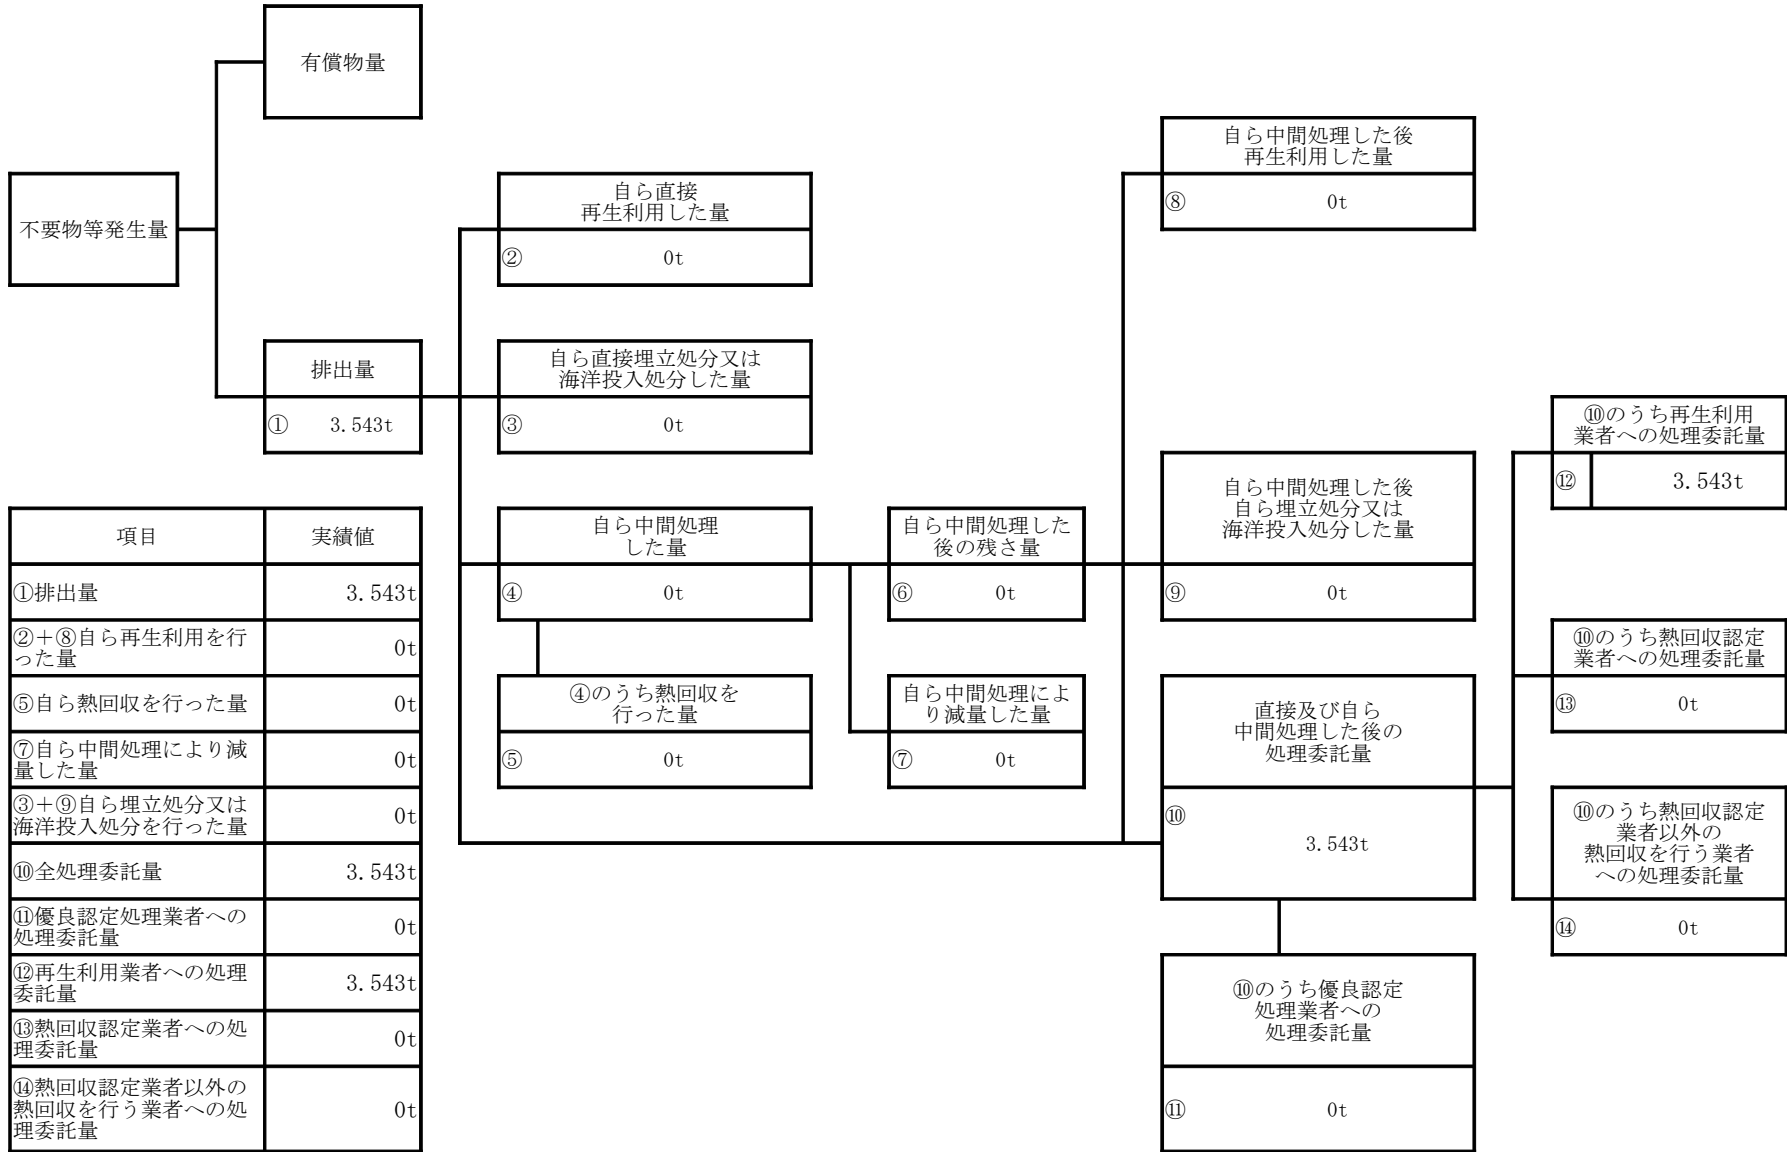 有償物量
不要物等発生量
排出量
① 3.543t
自ら直接
再生利用した量
② 0t
自ら直接埋立処分又は
海洋投入処分した量
③ 0t
自ら中間処理
した量
④ 0t
④のうち熱回収を
行った量
⑤ 0t
自ら中間処理した
後の残さ量
⑥ 0t
自ら中間処理によ
り減量した量
⑦ 0t
自ら中間処理した後
再生利用した量
⑧ 0t
自ら中間処理した後
自ら埋立処分又は
海洋投入処分した量
⑨ 0t
直接及び自ら
中間処理した後の
処理委託量
⑩
3.543t
⑩のうち優良認定
処理業者への
処理委託量
⑪ 0t
⑩のうち再生利用
業者への処理委託量
⑫ 3.543t
⑩のうち熱回収認定
業者への処理委託量
⑬ 0t
⑩のうち熱回収認定
業者以外の
熱回収を行う業者
への処理委託量
⑭ 0t
項目 実績値
①排出量 3.543t
②+⑧自ら再生利用を行
った量 0t
⑤自ら熱回収を行った量 0t
⑦自ら中間処理により減
量した量 0t
③+⑨自ら埋立処分又は
海洋投入処分を行った量 0t
⑩全処理委託量 3.543t
⑪優良認定処理業者への
処理委託量 0t
⑫再生利用業者への処理
委託量 3.543t
⑬熱回収認定業者への処
理委託量 0t
⑭熱回収認定業者以外の
熱回収を行う業者への処
理委託量 0t